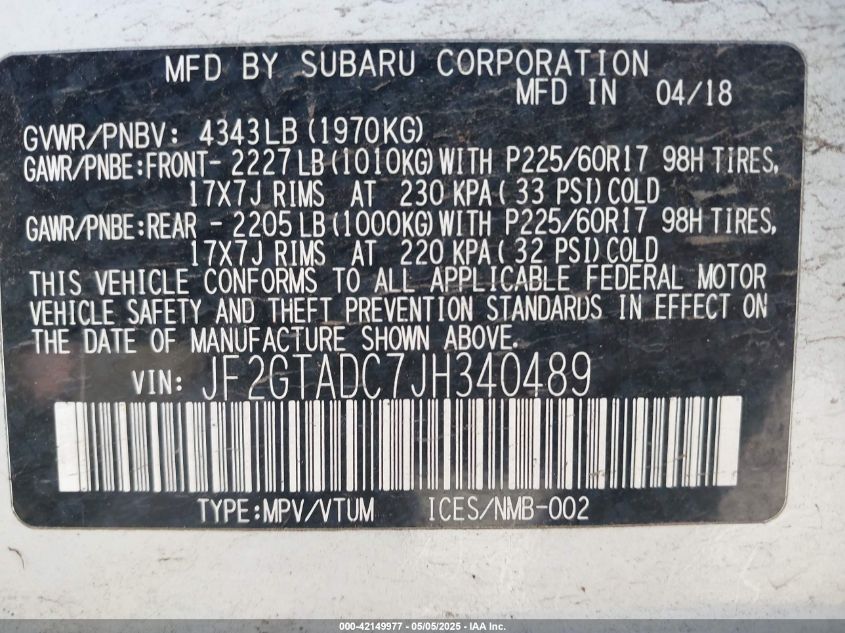 MFD BY SUBARU CORPORATION
MFD IN 04/18
GVWR/PNBV: 4343LB(1970KG)
GAWR/PNBE:FRONT- 2227LB(1010KG)WITH P225/60R17 98H TIRES,
17X7J RIMS AT 230 KPA(33 PSI)COLD
GAWR/PNBE:REAR - 2205LB(1000KG)WITH P225/60R17 98H TIRES,
17X7J RIMS AT 220 KPA(32 PSI)COLD
THIS VEHICLE CONFORMS TO ALL APPLICABLE FEDERAL MOTOR
VEHICLE SAFETY AND THEFT PREVENTION STANDARDS IN EFFECT ON
THE DATE OF MANUFACTURE SHOWN ABOVE.
VIN: JF2GTADC7JH340489
TYPE:MPV/VTUM ICES/NMB-002
000-42149977 - 05/05/2025 - IAA Inc.